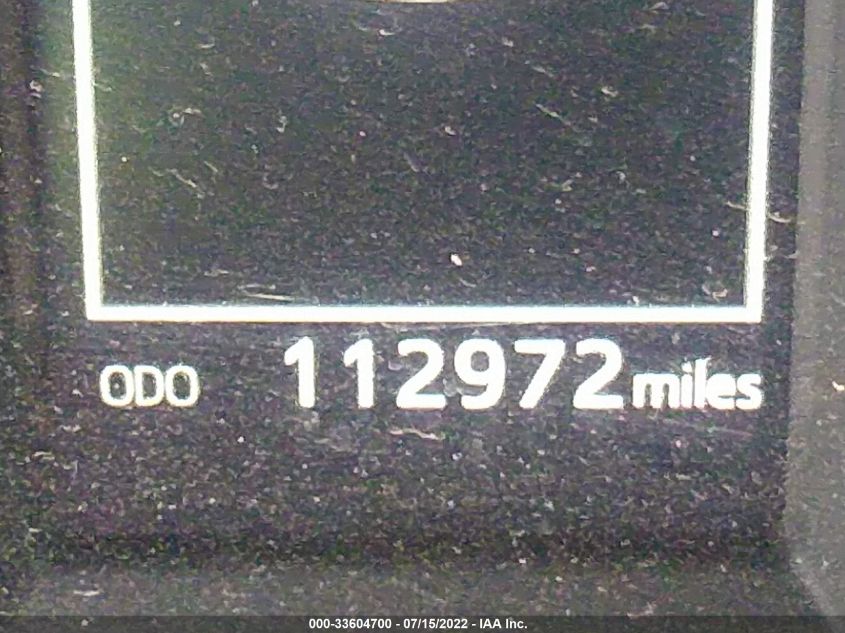 ODO 112972 miles
000-33604700 - 07/15/2022 - IAA Inc.